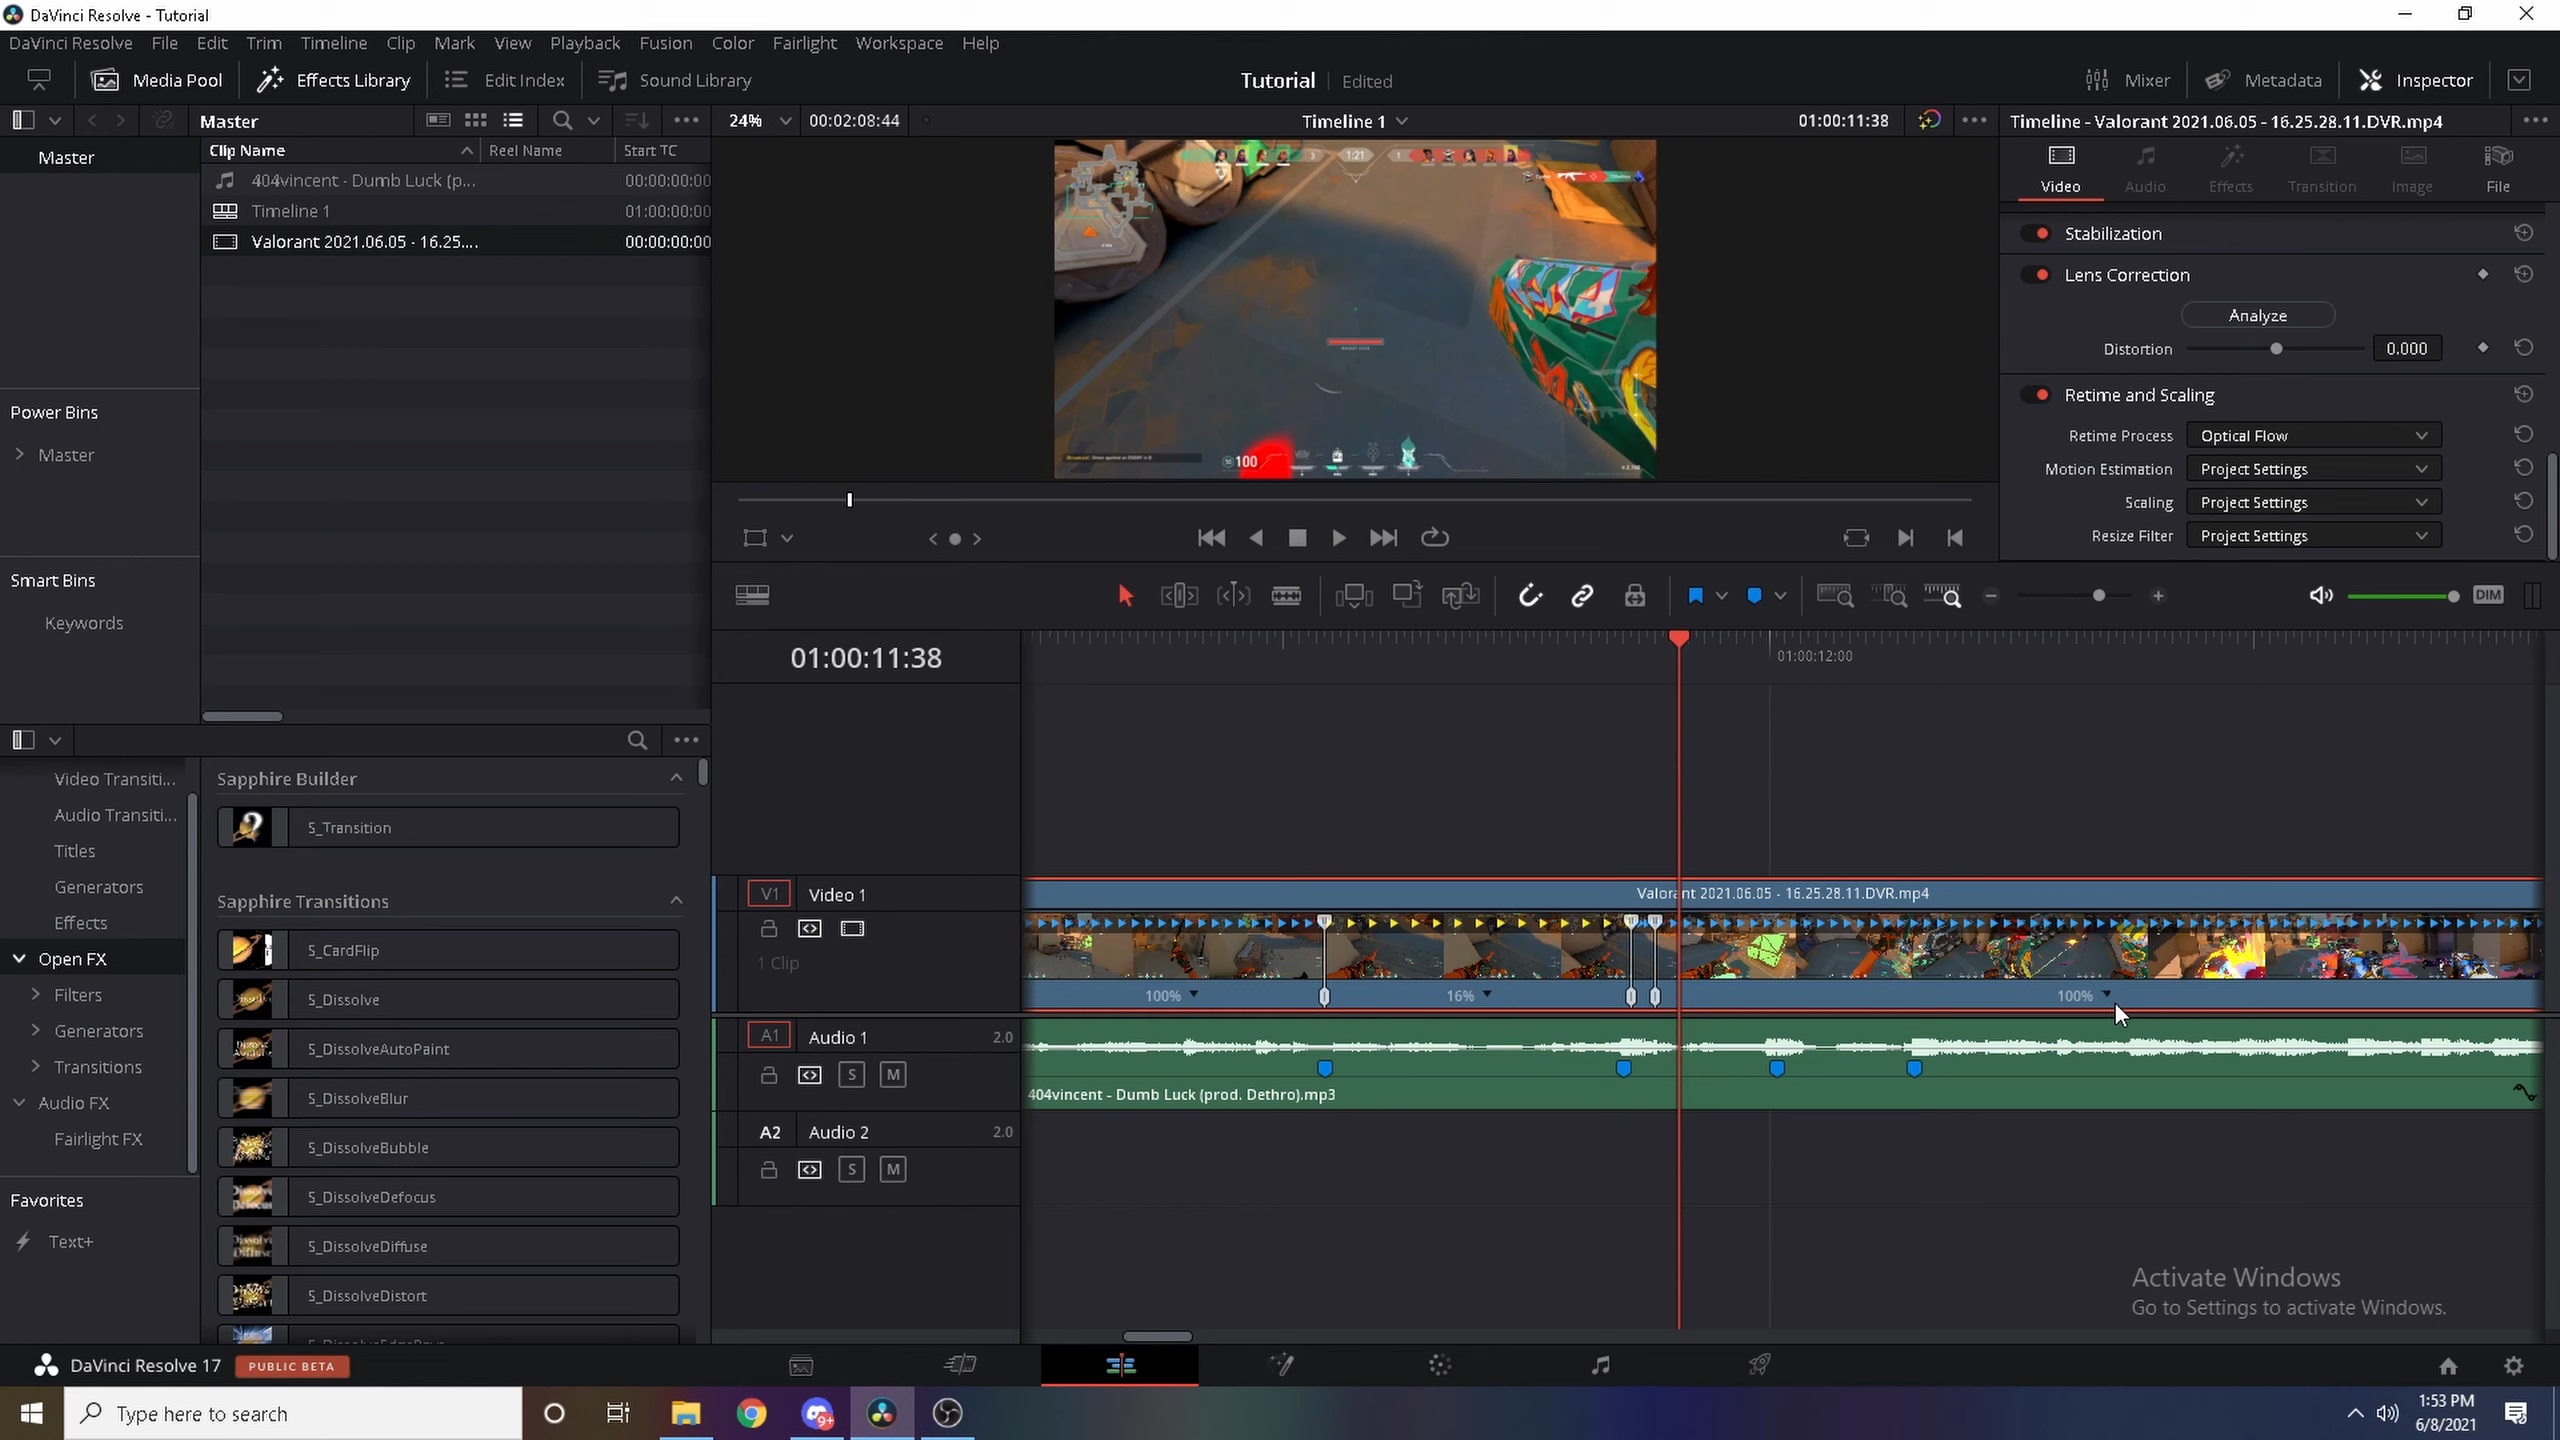 DaVinci Resolve - Tutorial
DaVinci Resolve File Edit Trim Timeline Clip Mark View Playback Fusion Color Fairlight Workspace Help
Media Pool Effects Library Edit Index Sound Library Tutorial Edited Mixer Metadata Inspector
Master 24% 00:02:08:44 Timeline 1 01:00:11:38 Timeline - Valorant 2021.06.05 - 16.25.28.11.DVR.mp4
Master
Clip Name Reel Name Start TC
404vincent - Dumb Luck (p... 00:00:00:00
Timeline 1 01:00:00:00
Valorant 2021.06.05 - 16.25.... 00:00:00:00
3 1:21 1
100
Video Audio Effects Transition Image File
Stabilization
Lens Correction
Analyze
Distortion 0.000
Retime and Scaling
Retime Process Optical Flow
Motion Estimation Project Settings
Scaling Project Settings
Resize Filter Project Settings
Power Bins
Master
Smart Bins
Keywords
DIM
01:00:11:38
01:00:12:00
Video Transiti...
Audio Transiti...
Titles
Generators
Effects
Open FX
Filters
Generators
Transitions
Audio FX
Fairlight FX
Favorites
Text+
Sapphire Builder
S_Transition
Sapphire Transitions
S_CardFlip
S_Dissolve
S_DissolveAutoPaint
S_DissolveBlur
S_DissolveBubble
S_DissolveDefocus
S_DissolveDiffuse
S_DissolveDistort
V1 Video 1
1 Clip
Valorant 2021.06.05 - 16.25.28.11.DVR.mp4
100% 16% 100%
A1 Audio 1 2.0
S M
404vincent - Dumb Luck (prod. Dethro).mp3
A2 Audio 2 2.0
S M
Activate Windows
Go to Settings to activate Windows.
DaVinci Resolve 17 PUBLIC BETA
Type here to search
9+
1:53 PM
6/8/2021